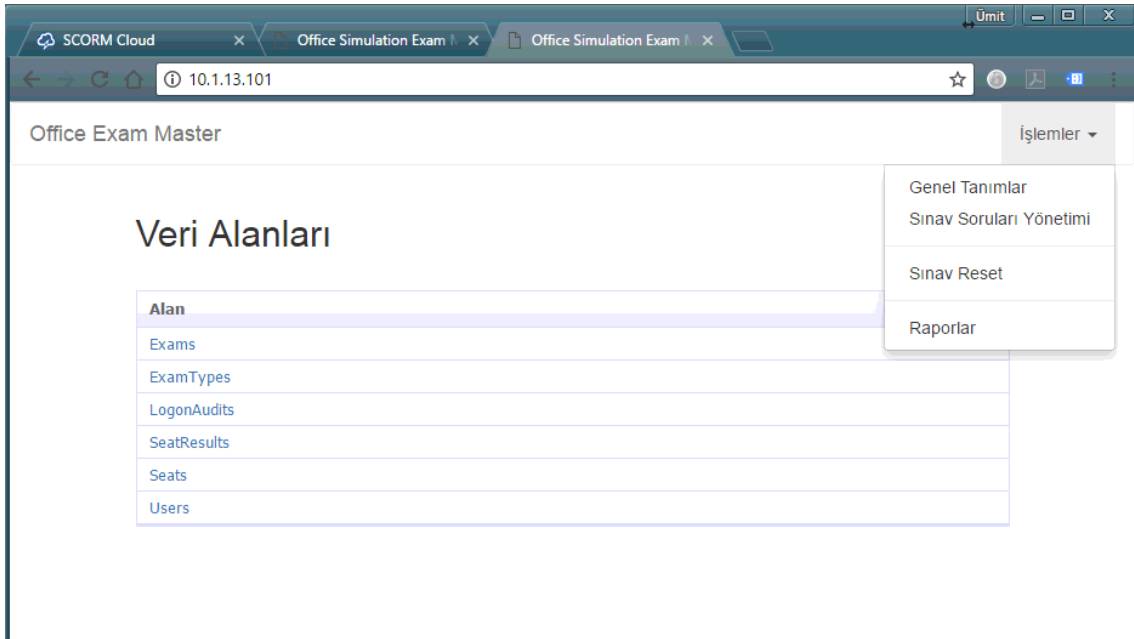 Ümit
SCORM Cloud
Office Simulation Exam
Office Simulation Exam
10.1.13.101
Office Exam Master
İşlemler
Genel Tanımlar
Sınav Soruları Yönetimi
Sınav Reset
Raporlar
Veri Alanları
Alan
Exams
ExamTypes
LogonAudits
SeatResults
Seats
Users